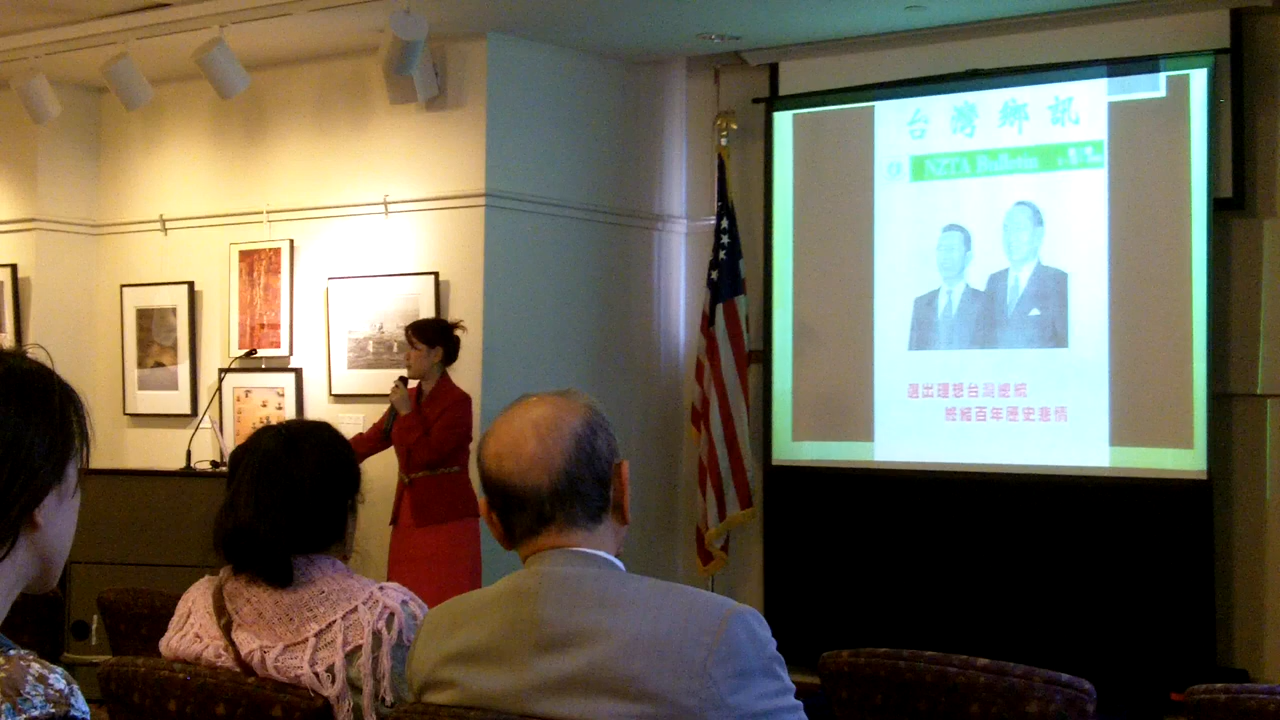 台灣鄉訊
Bulletin
選出理想台灣總統
終結百年歷史悲情